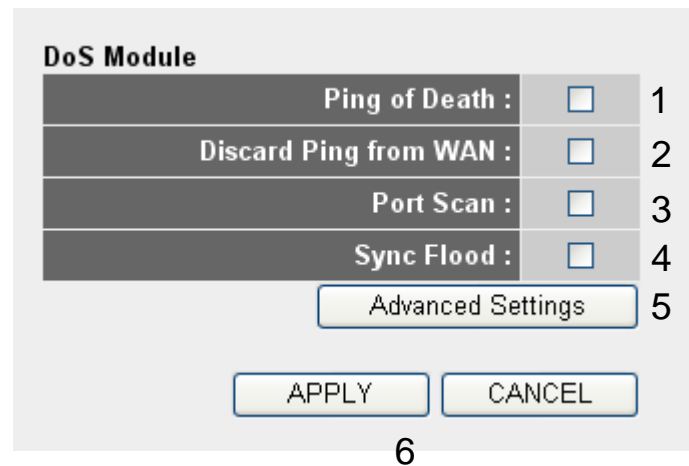 DoS Module
Ping of Death : 1
Discard Ping from WAN : 2
Port Scan : 3
Sync Flood : 4
Advanced Settings 5
APPLY CANCEL
6